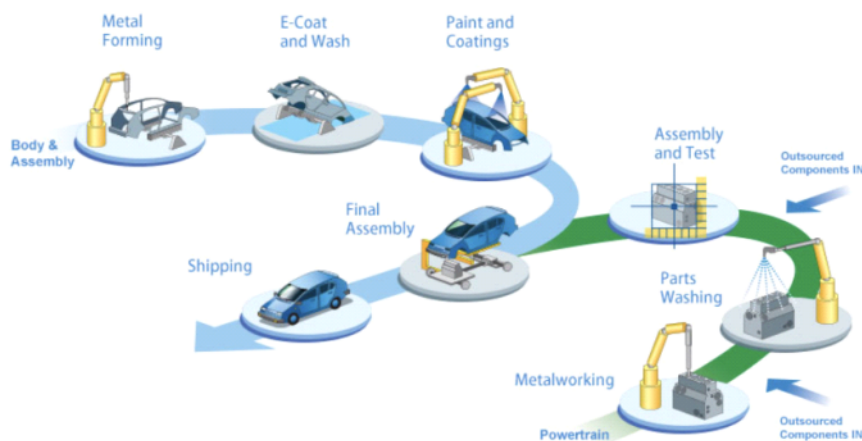 Metal
Forming
E-Coat
and Wash
Paint and
Coatings
Body &
Assembly
Assembly
and Test
Outsourced
Components IN
Final
Assembly
Shipping
Parts
Washing
Metalworking
Outsourced
Components IN
Powertrain